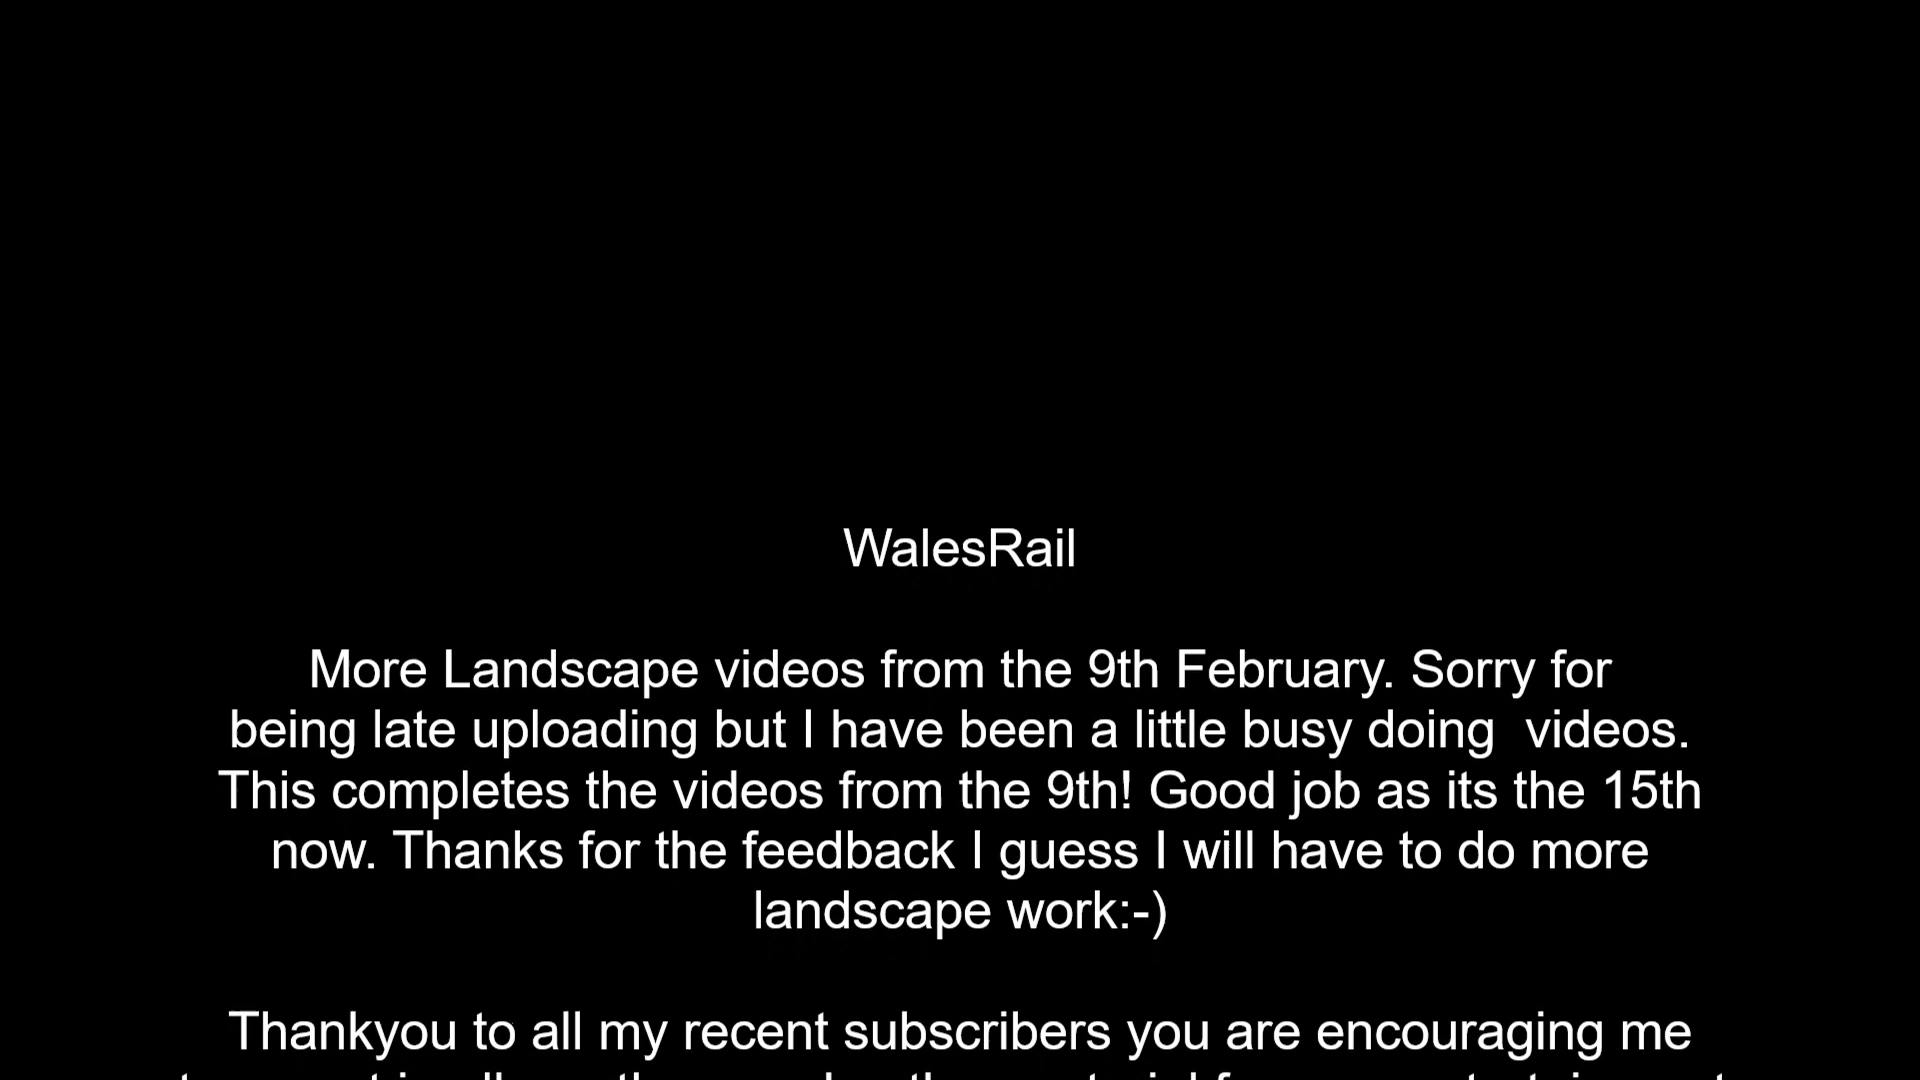 WalesRail
More Landscape videos from the 9th February. Sorry for
being late uploading but I have been a little busy doing  videos.
This completes the videos from the 9th! Good job as its the 15th
now. Thanks for the feedback I guess I will have to do more
landscape work:-)
Thankyou to all my recent subscribers you are encouraging me